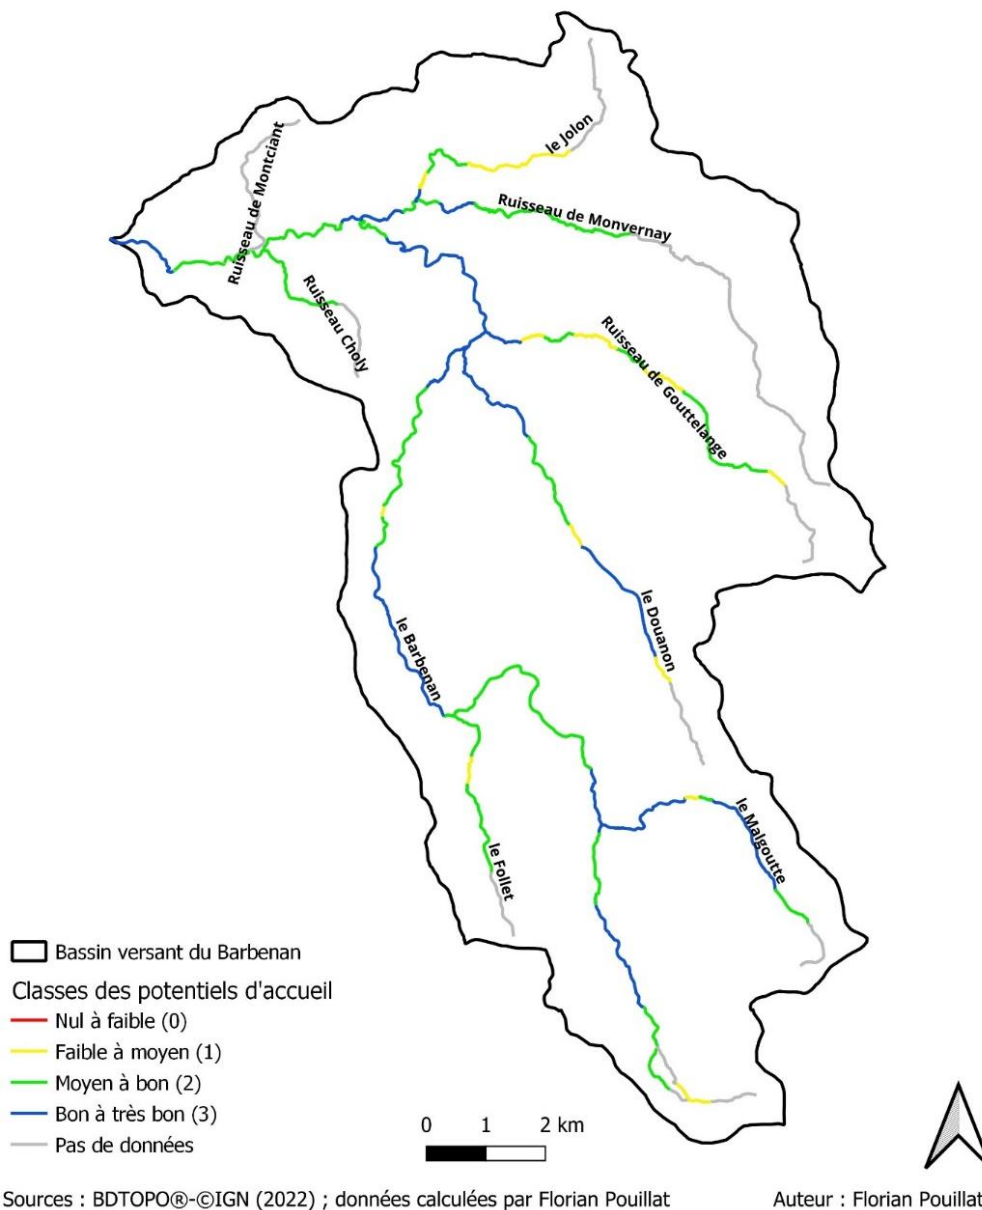 le Jolon
Ruisseau de Montciant
Ruisseau de Monvernay
Ruisseau Choly
Ruisseau de Gouttelange
le Barbenan
le Douanon
le Malgoutte
le Follet
Bassin versant du Barbenan
Classes des potentiels d'accueil
Nul à faible (0)
Faible à moyen (1)
Moyen à bon (2)
Bon à très bon (3)
Pas de données
0 1 2 km
Sources : BDTOPO®-©IGN (2022) ; données calculées par Florian Pouillat
Auteur : Florian Pouillat